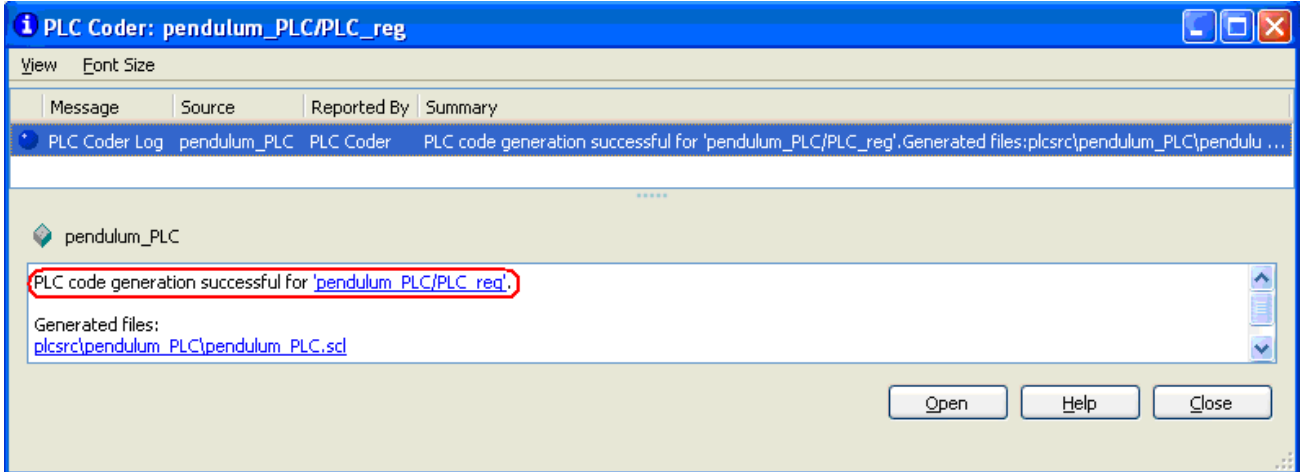 PLC Coder: pendulum_PLC/PLC_reg
View Font Size
Message Source Reported By Summary
PLC Coder Log pendulum_PLC PLC Coder PLC code generation successful for 'pendulum_PLC/PLC_reg'.Generated files:plcsrc\pendulum_PLC\pendulu ...
pendulum_PLC
PLC code generation successful for 'pendulum_PLC/PLC_reg'.
Generated files:
plcsrc\pendulum_PLC\pendulum_PLC.scl
Open Help Close